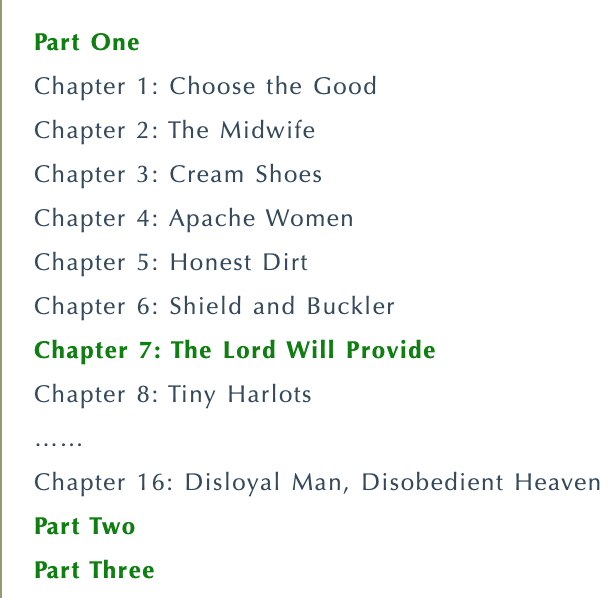 Part One
Chapter 1: Choose the Good
Chapter 2: The Midwife
Chapter 3: Cream Shoes
Chapter 4: Apache Women
Chapter 5: Honest Dirt
Chapter 6: Shield and Buckler
Chapter 7: The Lord Will Provide
Chapter 8: Tiny Harlots
……
Chapter 16: Disloyal Man, Disobedient Heaven
Part Two
Part Three